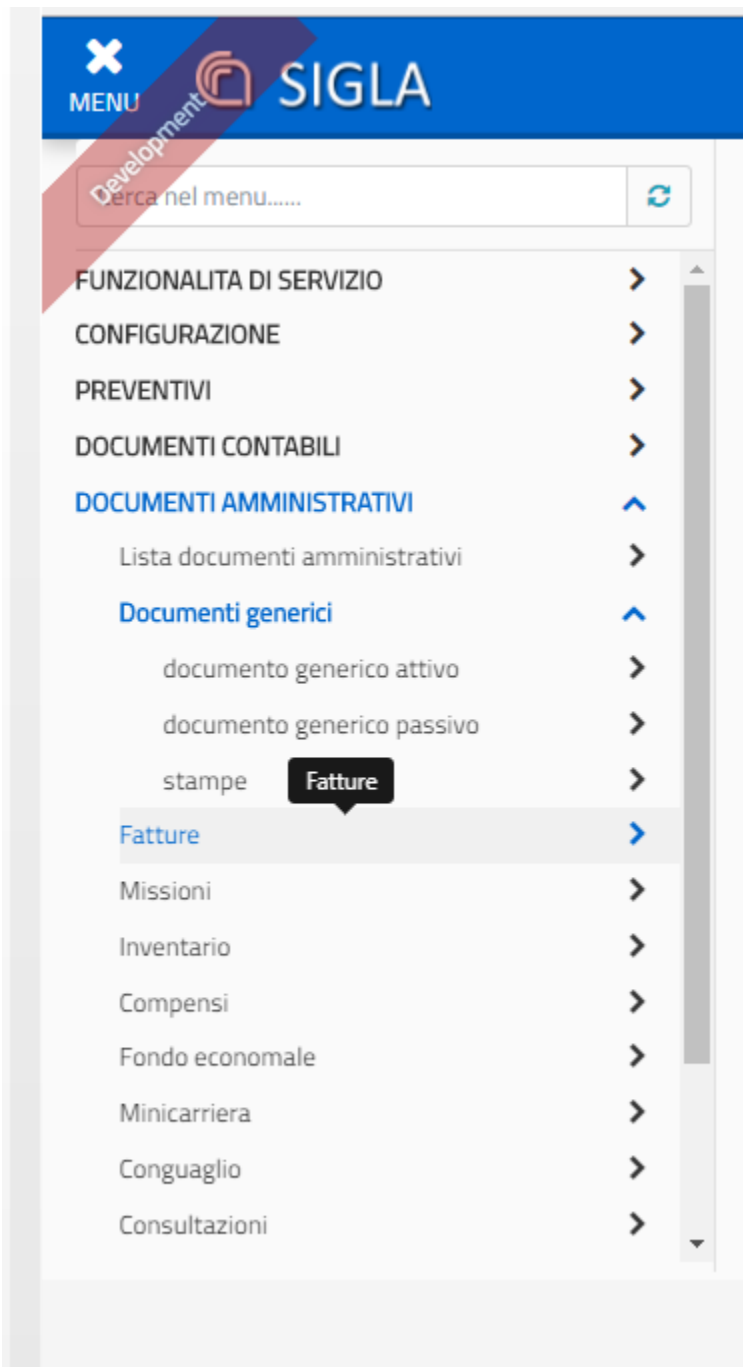 MENU
SIGLA
Development
Cerca nel menu......
FUNZIONALITA DI SERVIZIO
CONFIGURAZIONE
PREVENTIVI
DOCUMENTI CONTABILI
DOCUMENTI AMMINISTRATIVI
Lista documenti amministrativi
Documenti generici
documento generico attivo
documento generico passivo
stampe
Fatture
Fatture
Missioni
Inventario
Compensi
Fondo economale
Minicarriera
Conguaglio
Consultazioni